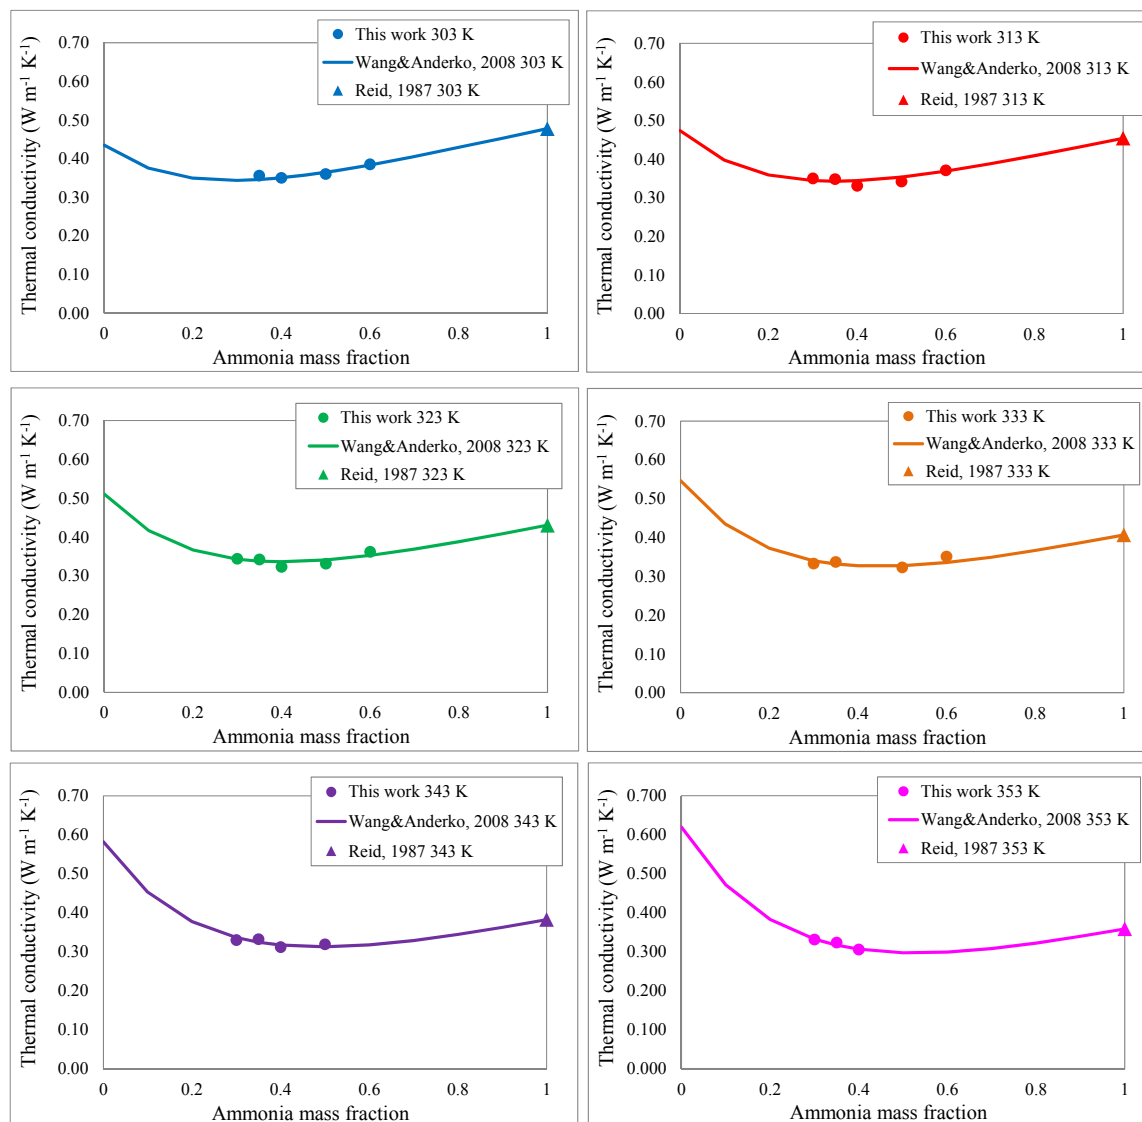 This work 303 K
Wang&Anderko, 2008 303 K
Reid, 1987 303 K
Thermal conductivity (W m⁻¹ K⁻¹)
0.70
0.60
0.50
0.40
0.30
0.20
0.10
0.00
0 0.2 0.4 0.6 0.8 1
Ammonia mass fraction
This work 313 K
Wang&Anderko, 2008 313 K
Reid, 1987 313 K
Thermal conductivity (W m⁻¹ K⁻¹)
0.70
0.60
0.50
0.40
0.30
0.20
0.10
0.00
0 0.2 0.4 0.6 0.8 1
Ammonia mass fraction
This work 323 K
Wang&Anderko, 2008 323 K
Reid, 1987 323 K
Thermal conductivity (W m⁻¹ K⁻¹)
0.70
0.60
0.50
0.40
0.30
0.20
0.10
0.00
0 0.2 0.4 0.6 0.8 1
Ammonia mass fraction
This work 333 K
Wang&Anderko, 2008 333 K
Reid, 1987 333 K
Thermal conductivity (W m⁻¹ K⁻¹)
0.70
0.60
0.50
0.40
0.30
0.20
0.10
0.00
0 0.2 0.4 0.6 0.8 1
Ammonia mass fraction
This work 343 K
Wang&Anderko, 2008 343 K
Reid, 1987 343 K
Thermal conductivity (W m⁻¹ K⁻¹)
0.70
0.60
0.50
0.40
0.30
0.20
0.10
0.00
0 0.2 0.4 0.6 0.8 1
Ammonia mass fraction
This work 353 K
Wang&Anderko, 2008 353 K
Reid, 1987 353 K
Thermal conductivity (W m⁻¹ K⁻¹)
0.700
0.600
0.500
0.400
0.300
0.200
0.100
0.000
0 0.2 0.4 0.6 0.8 1
Ammonia mass fraction